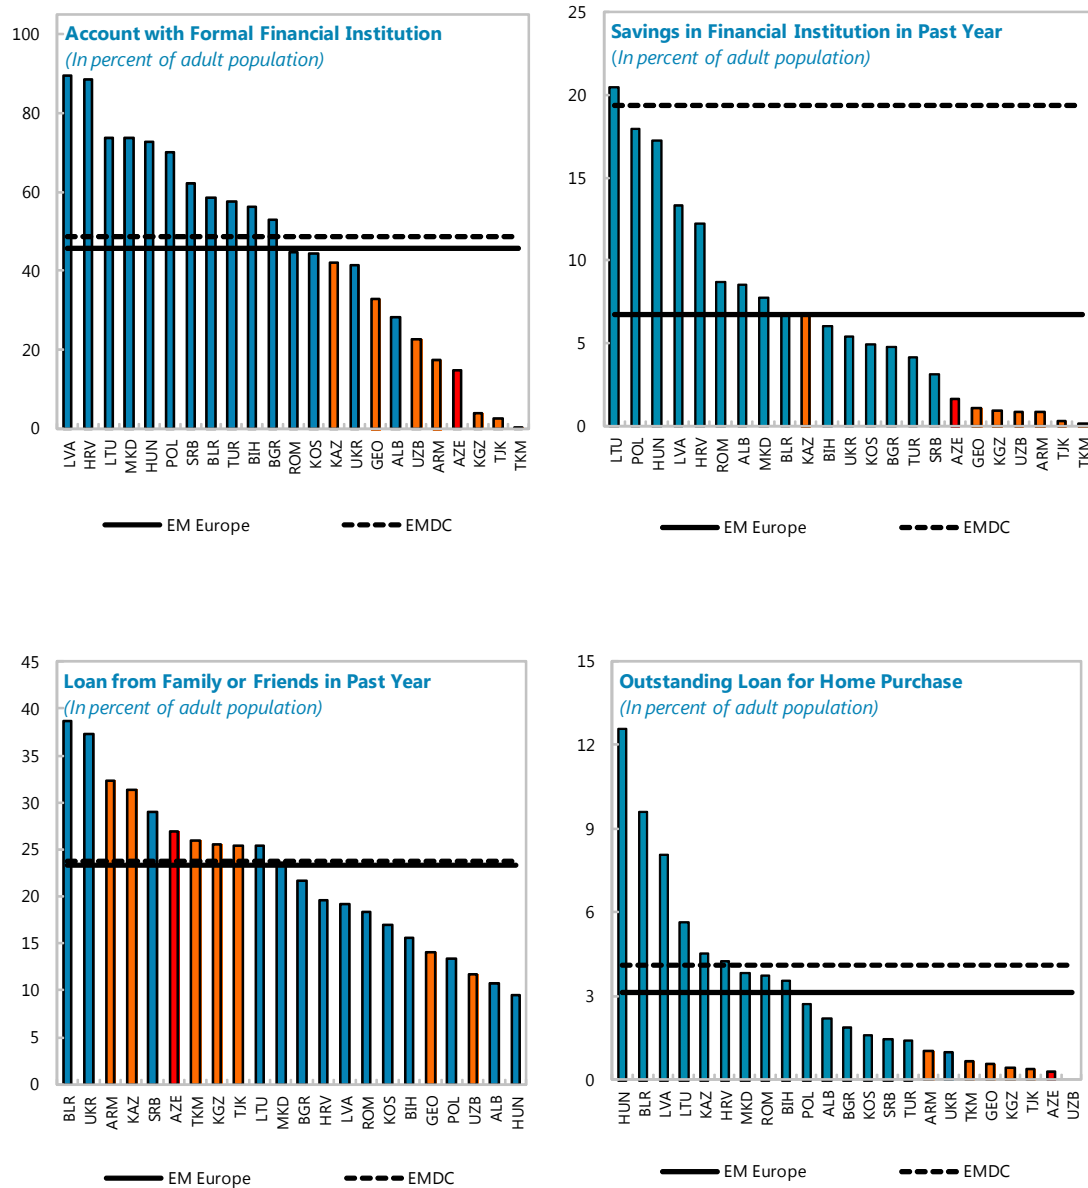 Account with Formal Financial Institution
(In percent of adult population)
100
80
60
40
20
0
LVA HRV LTU MKD HUN POL SRB BLR TUR BIH BGR ROM KOS KAZ UKR GEO ALB UZB ARM AZE KGZ TJK TKM
EM Europe EMDC
Savings in Financial Institution in Past Year
(In percent of adult population)
25
20
15
10
5
0
LTU POL HUN LVA HRV ROM ALB MKD BLR KAZ BIH UKR KOS BGR TUR SRB AZE GEO KGZ UZB ARM TJK TKM
EM Europe EMDC
Loan from Family or Friends in Past Year
(In percent of adult population)
45
40
35
30
25
20
15
10
5
0
BLR UKR ARM KAZ SRB AZE TKM KGZ TJK LTU MKD BGR HRV LVA ROM KOS BIH GEO POL UZB ALB HUN
EM Europe EMDC
Outstanding Loan for Home Purchase
(In percent of adult population)
15
12
9
6
3
0
HUN BLR LVA LTU KAZ HRV MKD ROM BIH POL ALB BGR KOS SRB TUR ARM UKR TKM GEO KGZ TJK AZE UZB
EM Europe EMDC